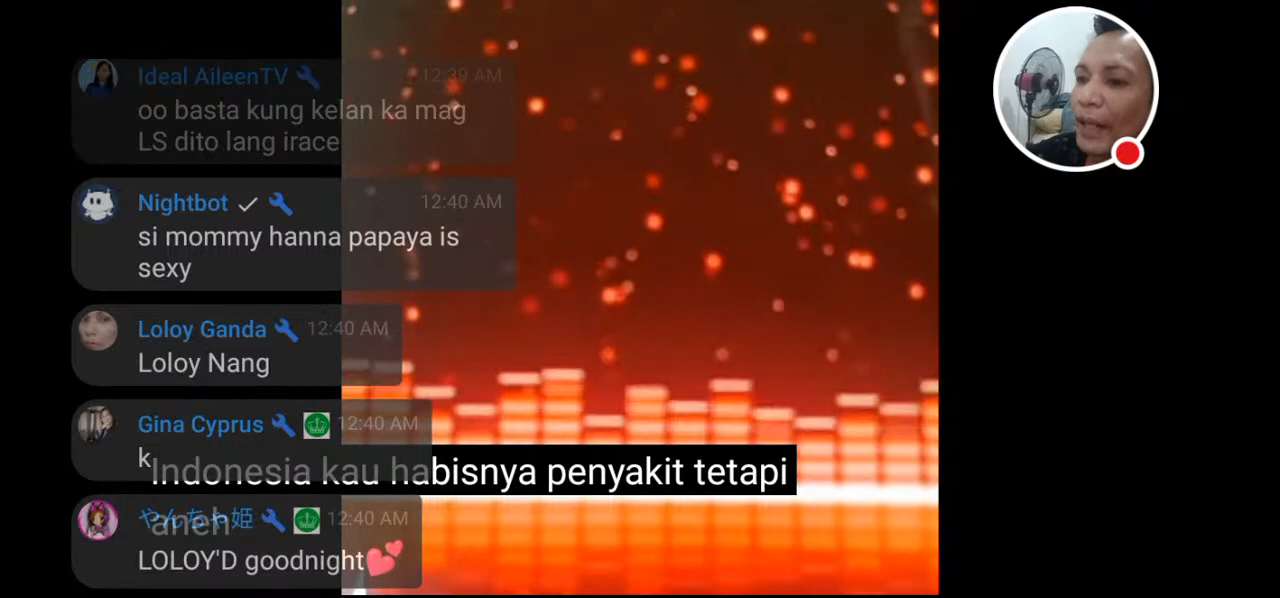 Ideal AileenTV 12:39 AM
oo basta kung kelan ka mag
LS dito lang irace
Nightbot 12:40 AM
si mommy hanna papaya is
sexy
Loloy Ganda 12:40 AM
Loloy Nang
Gina Cyprus 12:40 AM
k
Indonesia kau habisnya penyakit tetapi
aneh
やんちゃ姫 12:40 AM
LOLOY'D goodnight💕